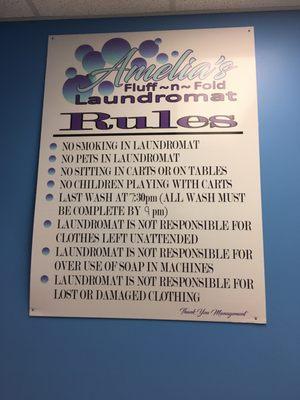 Amelia's
Fluff~n~Fold
Laundromat
Rules
NO SMOKING IN LAUNDROMAT
NO PETS IN LAUNDROMAT
NO SITTING IN CARTS OR ON TABLES
NO CHILDREN PLAYING WITH CARTS
LAST WASH AT 7:30pm (ALL WASH MUST
BE COMPLETE BY 9 pm)
LAUNDROMAT IS NOT RESPONSIBLE FOR
CLOTHES LEFT UNATTENDED
LAUNDROMAT IS NOT RESPONSIBLE FOR
OVER USE OF SOAP IN MACHINES
LAUNDROMAT IS NOT RESPONSIBLE FOR
LOST OR DAMAGED CLOTHING
Thank You Management